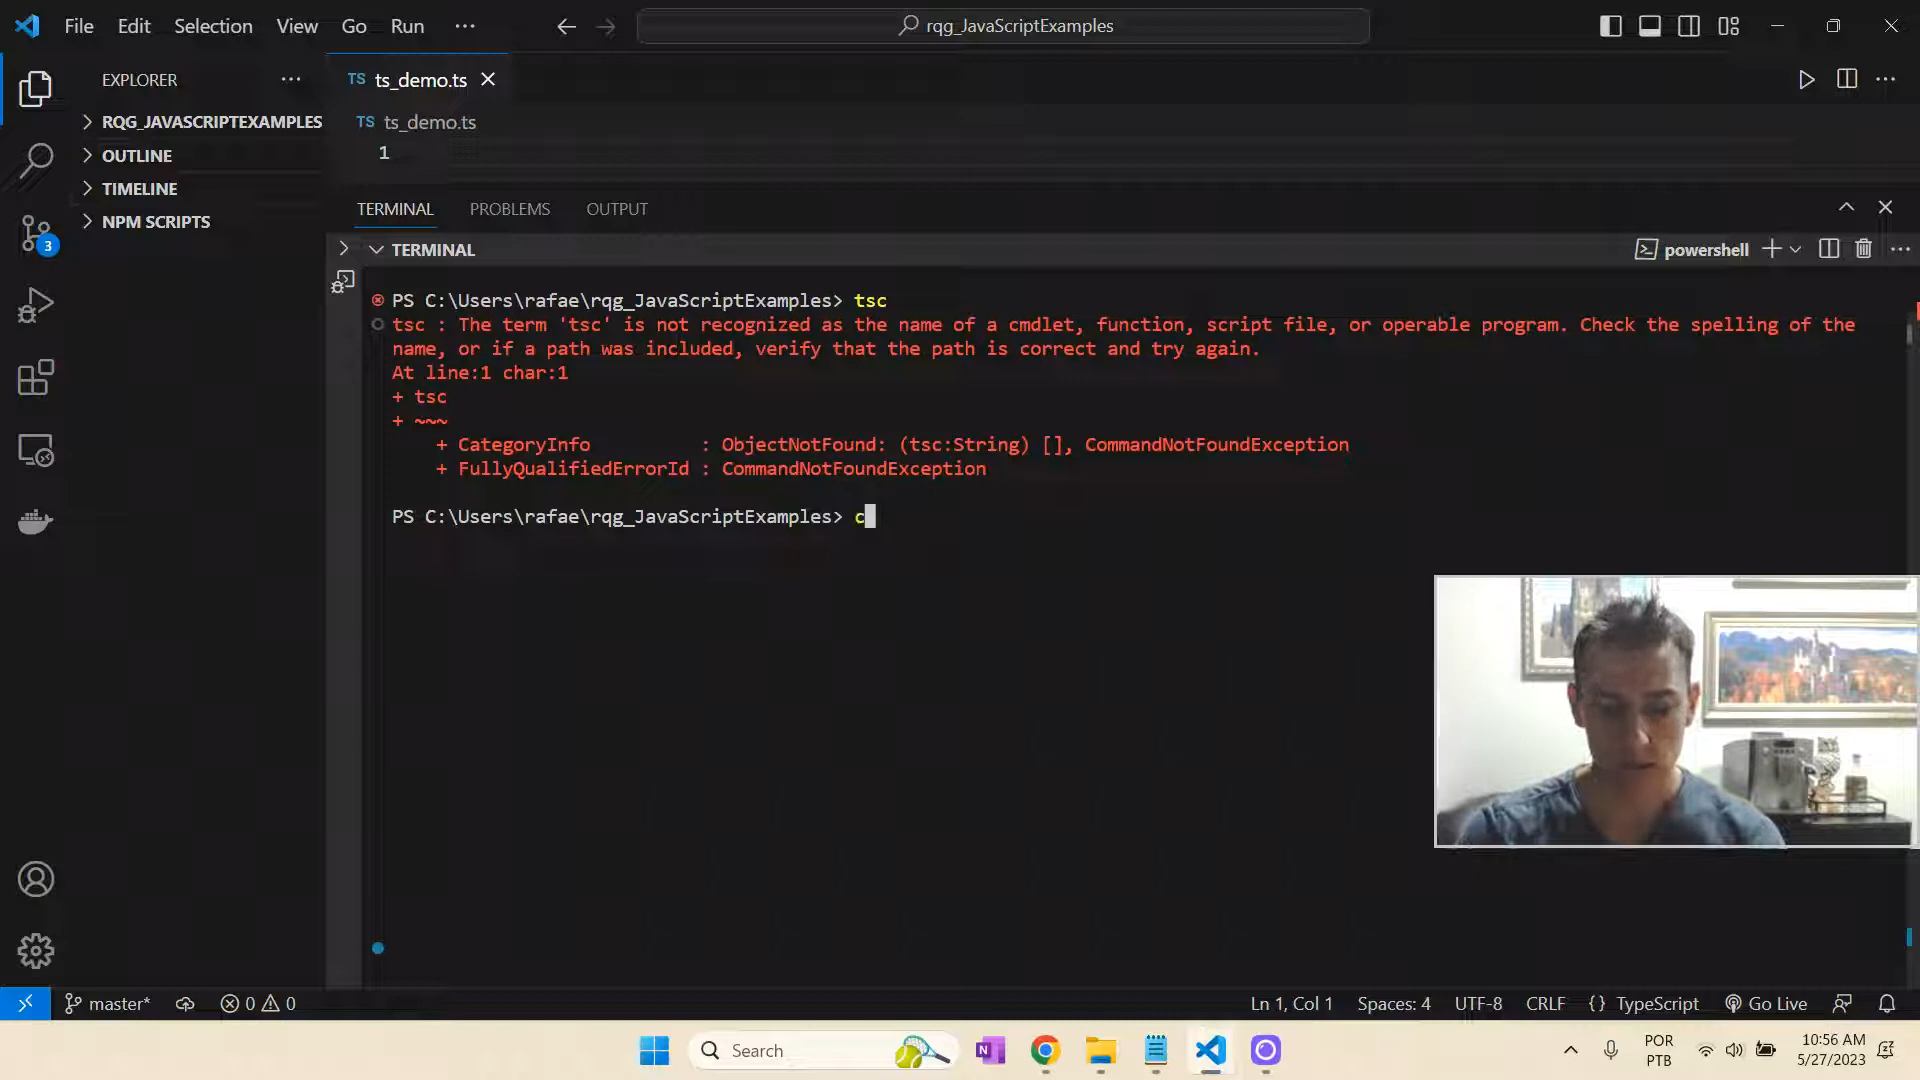 File Edit Selection View Go Run ···
rqg_JavaScriptExamples
EXPLORER ···
TS ts_demo.ts
RQG_JAVASCRIPTEXAMPLES
TS ts_demo.ts
OUTLINE
1
TIMELINE
NPM SCRIPTS
TERMINAL PROBLEMS OUTPUT
3
TERMINAL
powershell
PS C:\Users\rafae\rqg_JavaScriptExamples> tsc
tsc : The term 'tsc' is not recognized as the name of a cmdlet, function, script file, or operable program. Check the spelling of the
name, or if a path was included, verify that the path is correct and try again.
At line:1 char:1
+ tsc
+ ~~~
+ CategoryInfo : ObjectNotFound: (tsc:String) [], CommandNotFoundException
+ FullyQualifiedErrorId : CommandNotFoundException
PS C:\Users\rafae\rqg_JavaScriptExamples> c
master* 0 0
Ln 1, Col 1 Spaces: 4 UTF-8 CRLF {} TypeScript Go Live
Search
POR
PTB
10:56 AM
5/27/2023